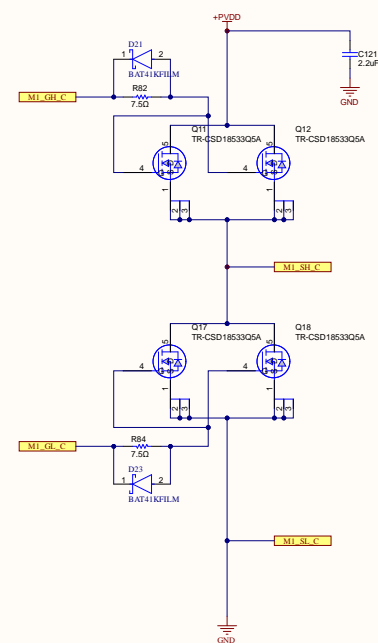 +PVDD
D21
1 2
BAT41KFILM
C121
2.2uF
GND
R82
7.5Ω
M1_GH_C
Q11
TR-CSD18533Q5A
Q12
TR-CSD18533Q5A
5
5
4
4
1
1
2
3
2
3
M1_SH_C
Q17
TR-CSD18533Q5A
Q18
TR-CSD18533Q5A
5
5
4
4
1
1
2
3
2
3
R84
7.5Ω
M1_GL_C
D23
1 2
BAT41KFILM
M1_SL_C
GND